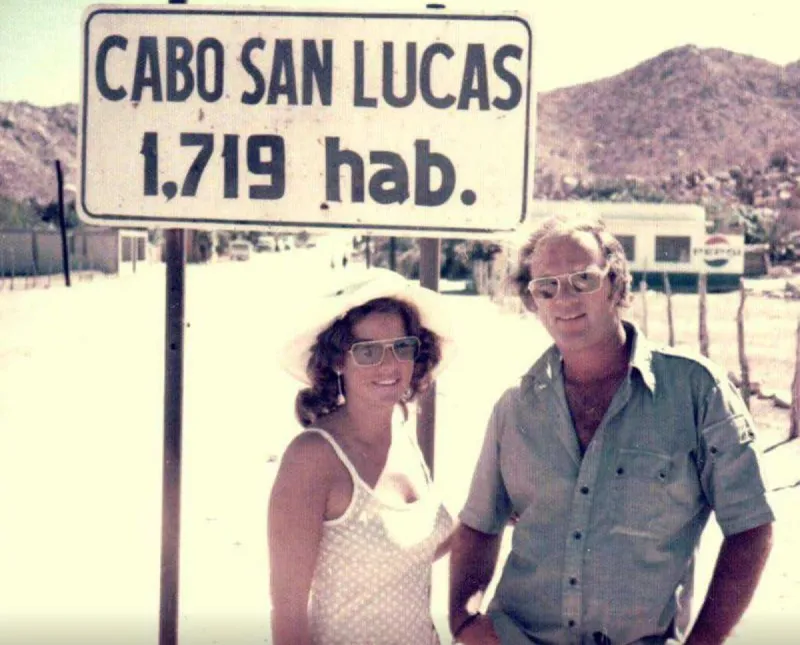 CABO SAN LUCAS
1,719 hab.
PEPSI